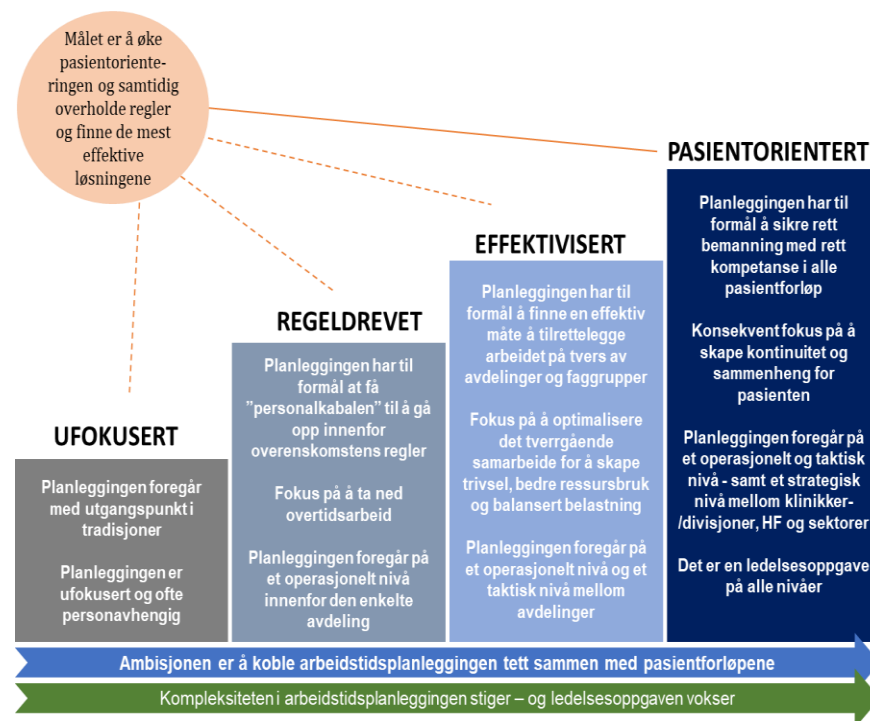 Målet er å øke
pasientoriente-
ringen og samtidig
overholde regler
og finne de mest
effektive
løsningene
UFOKUSERT
Planleggingen foregår
med utgangspunkt i
tradisjoner
Planleggingen er
ufokusert og ofte
personavhengig
REGELDREVET
Planleggingen har til
formål at få
”personalkabalen” til å gå
opp innenfor
overenskomstens regler
Fokus på å ta ned
overtidsarbeid
Planleggingen foregår på
et operasjonelt nivå
innenfor den enkelte
avdeling
EFFEKTIVISERT
Planleggingen har til
formål å finne en effektiv
måte å tilrettelegge
arbeidet på tvers av
avdelinger og faggrupper
Fokus på å optimalisere
det tverrgående
samarbeide for å skape
trivsel, bedre ressursbruk
og balansert belastning
Planleggingen foregår på
et operasjonelt nivå og et
taktisk nivå mellom
avdelinger
PASIENTORIENTERT
Planleggingen har til
formål å sikre rett
bemanning med rett
kompetanse i alle
pasientforløp
Konsekvent fokus på å
skape kontinuitet og
sammenheng for
pasienten
Planleggingen foregår på
et operasjonelt og taktisk
nivå - samt et strategisk
nivå mellom klinikker-
/divisjoner, HF og sektorer
Det er en ledelsesoppgave
på alle nivåer
Ambisjonen er å koble arbeidstidsplanleggingen tett sammen med pasientforløpene
Kompleksiteten i arbeidstidsplanleggingen stiger – og ledelsesoppgaven vokser